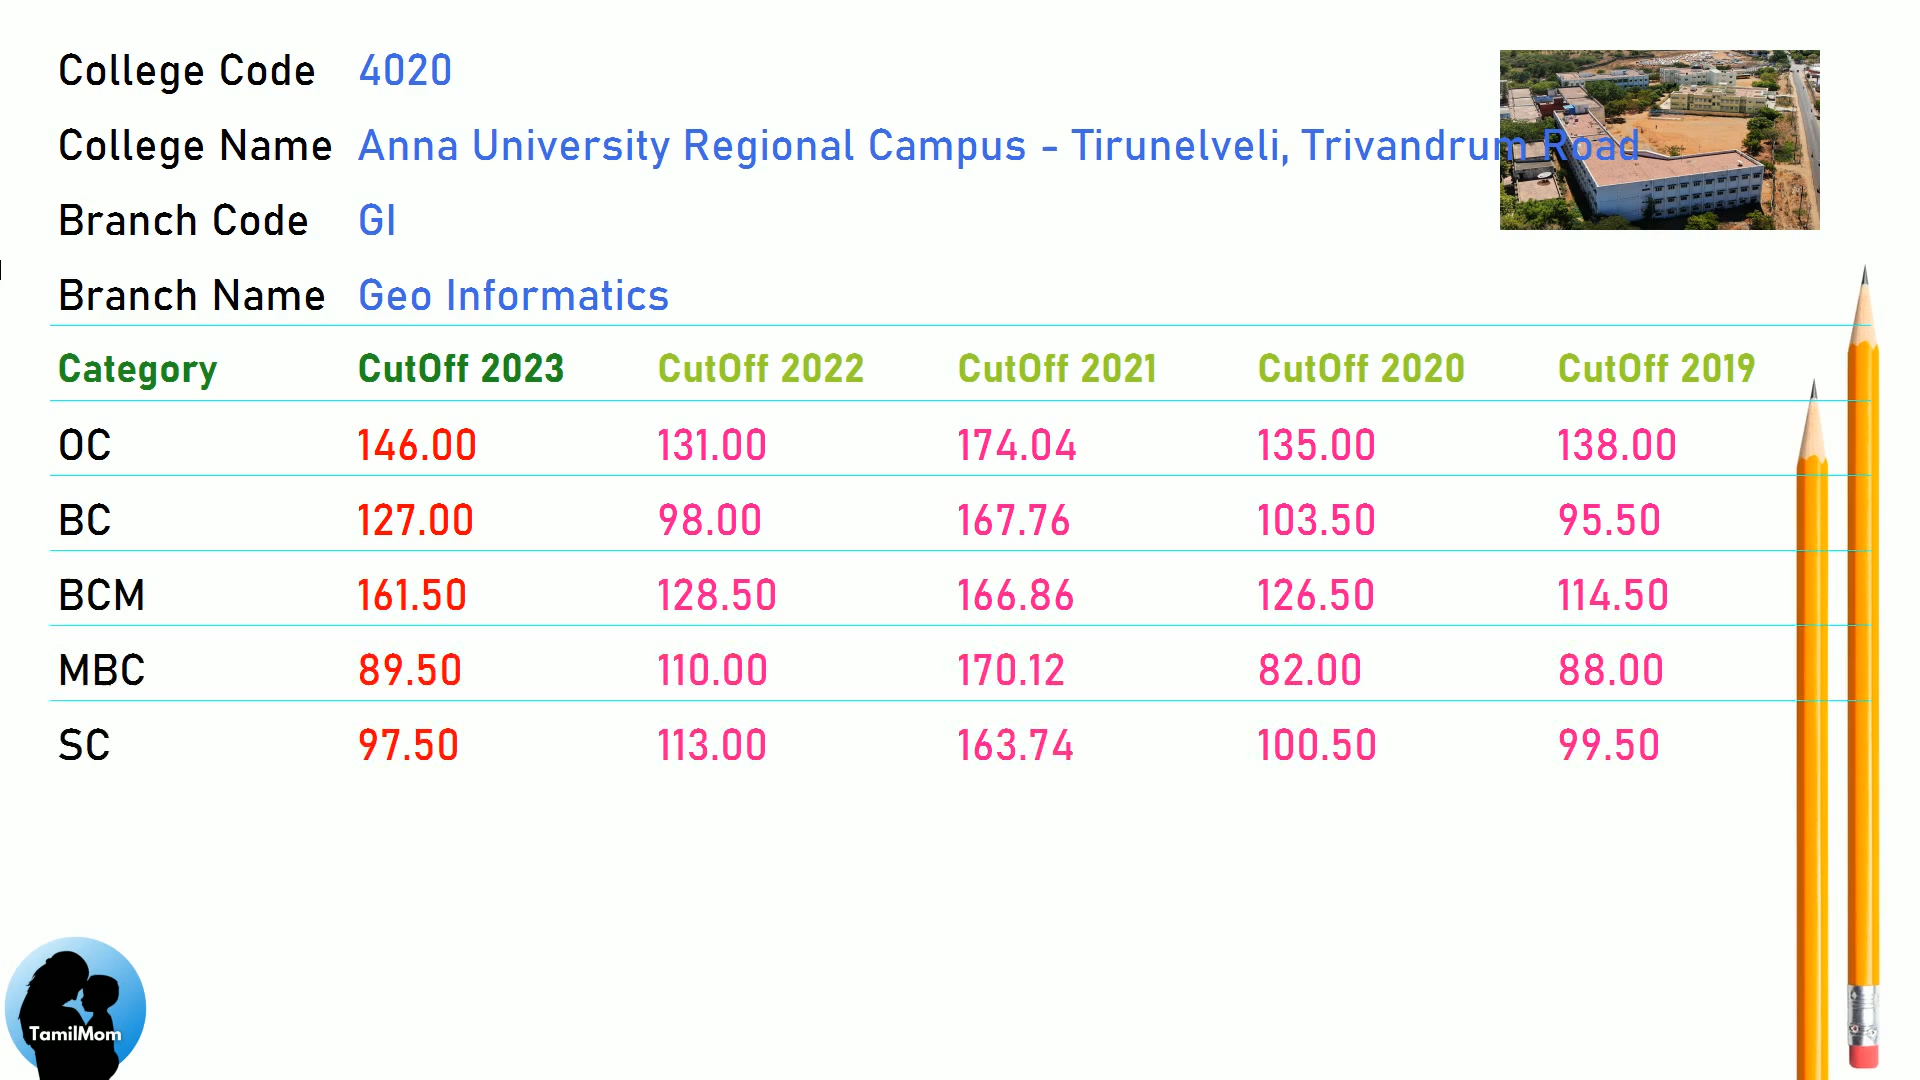 College Code 4020
College Name Anna University Regional Campus - Tirunelveli, Trivandrum Road
Branch Code GI
Branch Name Geo Informatics
Category CutOff 2023 CutOff 2022 CutOff 2021 CutOff 2020 CutOff 2019
OC 146.00 131.00 174.04 135.00 138.00
BC 127.00 98.00 167.76 103.50 95.50
BCM 161.50 128.50 166.86 126.50 114.50
MBC 89.50 110.00 170.12 82.00 88.00
SC 97.50 113.00 163.74 100.50 99.50
TamilMom